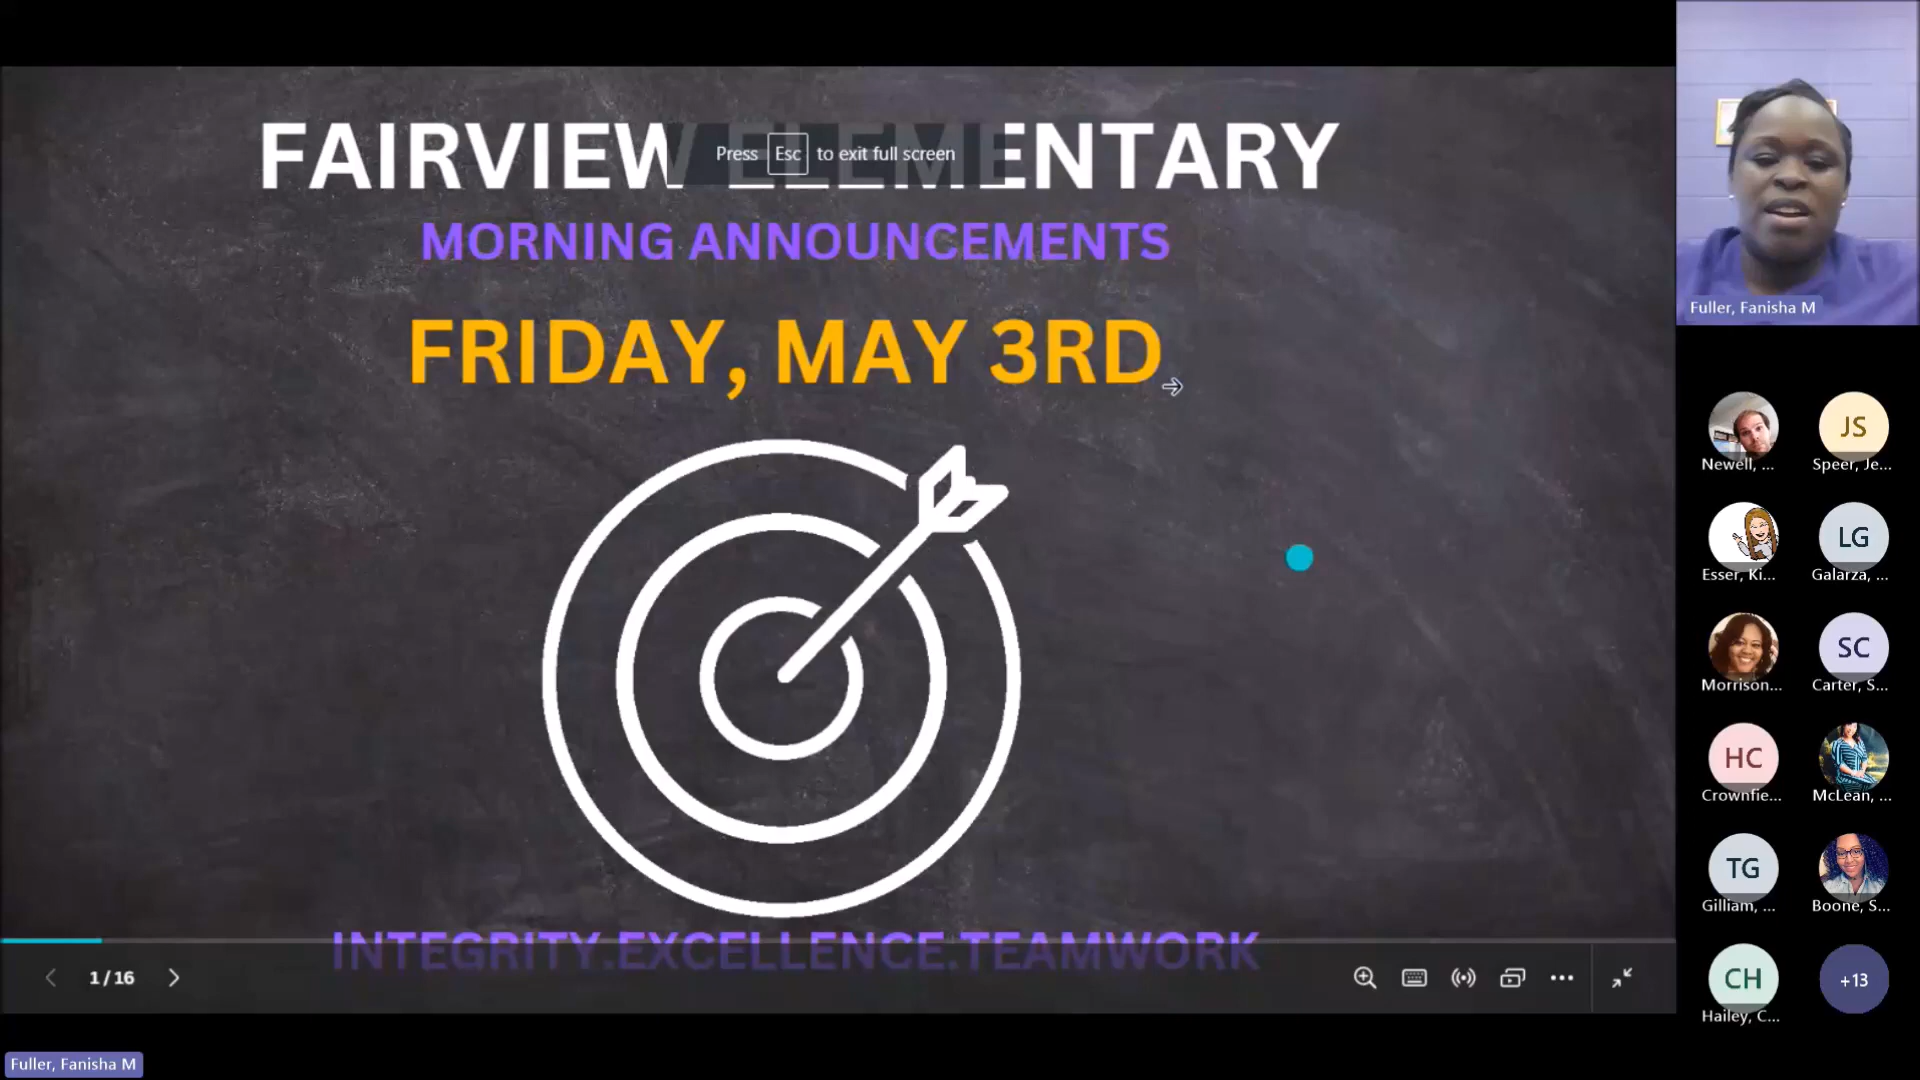 FAIRVIEW ELEMENTARY
Press Esc to exit full screen
MORNING ANNOUNCEMENTS
FRIDAY, MAY 3RD
INTEGRITY.EXCELLENCE.TEAMWORK
1 / 16
Fuller, Fanisha M
Fuller, Fanisha M
JS
Newell, ...
Speer, Je...
LG
Esser, Ki...
Galarza, ...
SC
Morrison...
Carter, S...
HC
Crownfie...
McLean, ...
TG
Gilliam, ...
Boone, S...
CH
+13
Hailey, C...